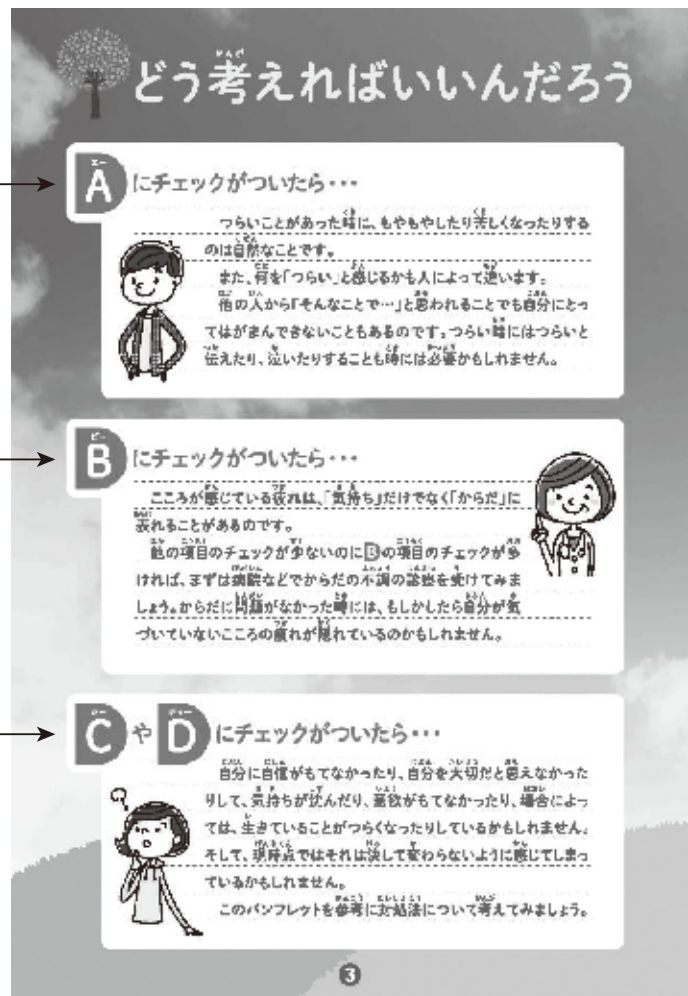 どう考えればいいんだろう
Aにチェックがついたら・・・
つらいことがあった時に、もやもやしたり苦しくなったりする
のは自然なことです。
また、何を「つらい」と感じるかも人によって違います。
他の人から「そんなことで…」と思われることでも自分にとっ
てはがまんできないこともあるのです。つらい時にはつらいと
伝えたり、泣いたりすることも時には必要かもしれません。
Bにチェックがついたら・・・
こころが感じている疲れは、「気持ち」だけでなく「からだ」に
表れることがあるのです。
他の項目のチェックが少ないのにBの項目のチェックが多
ければ、まずは病院などでからだの不調の診察を受けてみま
しょう。からだに問題がなかった時には、もしかしたら自分が気
づいていないこころの疲れが隠れているのかもしれません。
CやDにチェックがついたら・・・
自分に自信がもてなかったり、自分を大切だと思えなかった
りして、気持ちが沈んだり、意欲がもてなかったり、場合によっ
ては、生きていることがつらくなったりしているかもしれません。
そして、現時点ではそれは決して変わらないように感じてしまっ
ているかもしれません。
このパンフレットを参考に対処法について考えてみましょう。
3